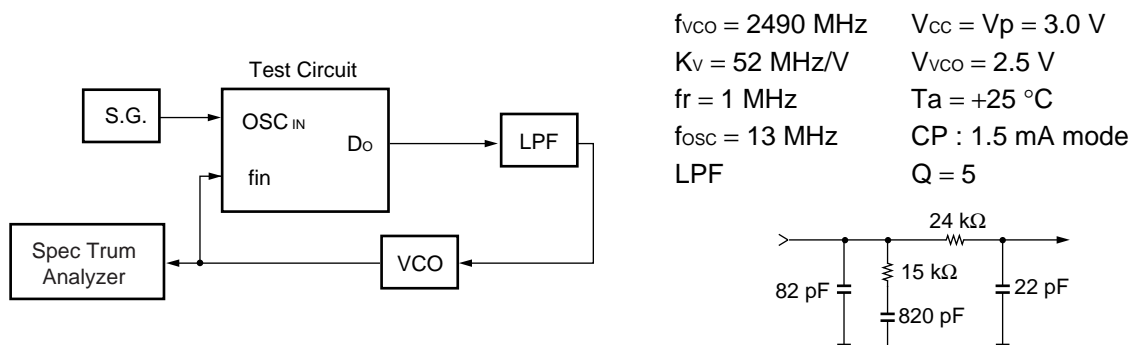 Test Circuit
S.G.
OSC IN
DO
fin
LPF
VCO
Spec Trum
Analyzer
fVCO = 2490 MHz VCC = Vp = 3.0 V
KV = 52 MHz/V VVCO = 2.5 V
fr = 1 MHz Ta = +25 °C
fOSC = 13 MHz CP : 1.5 mA mode
LPF Q = 5
24 kΩ
15 kΩ
82 pF
22 pF
820 pF